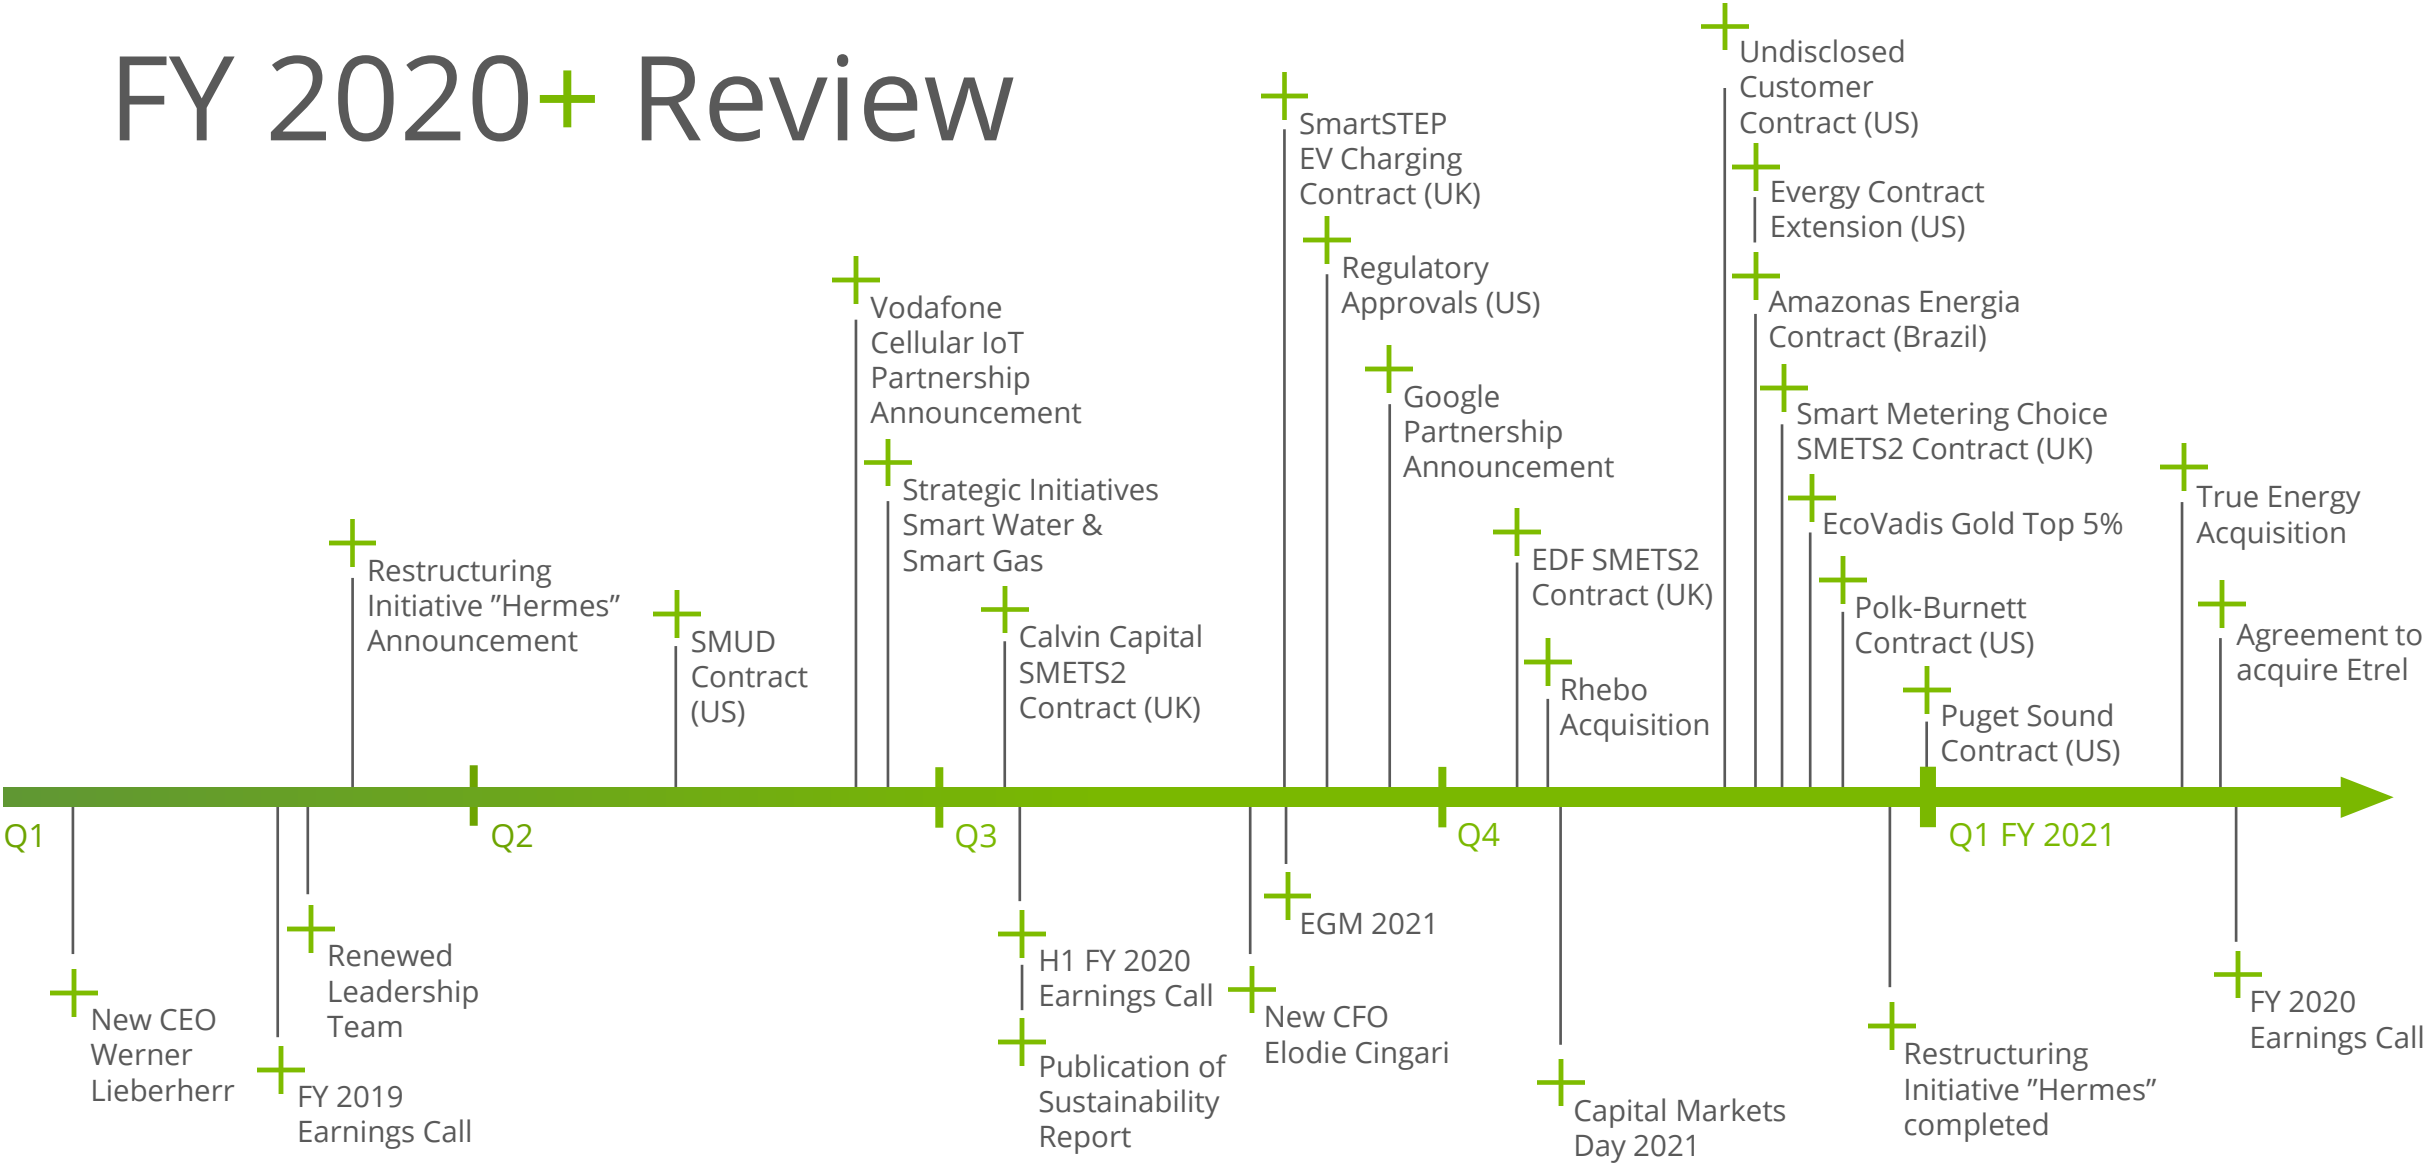 FY 2020+ Review
Undisclosed
Customer
Contract (US)
SmartSTEP
EV Charging
Contract (UK)
Evergy Contract
Extension (US)
Regulatory
Approvals (US)
Vodafone
Cellular IoT
Partnership
Announcement
Amazonas Energia
Contract (Brazil)
Google
Partnership
Announcement
Smart Metering Choice
SMETS2 Contract (UK)
Strategic Initiatives
Smart Water &
Smart Gas
True Energy
Acquisition
EcoVadis Gold Top 5%
EDF SMETS2
Contract (UK)
Restructuring
Initiative ”Hermes”
Announcement
Polk-Burnett
Contract (US)
SMUD
Contract
(US)
Calvin Capital
SMETS2
Contract (UK)
Agreement to
acquire Etrel
Rhebo
Acquisition
Puget Sound
Contract (US)
Q1
Q2
Q3
Q4
Q1 FY 2021
EGM 2021
Renewed
Leadership
Team
H1 FY 2020
Earnings Call
New CEO
Werner
Lieberherr
New CFO
Elodie Cingari
FY 2020
Earnings Call
FY 2019
Earnings Call
Publication of
Sustainability
Report
Restructuring
Initiative ”Hermes”
completed
Capital Markets
Day 2021